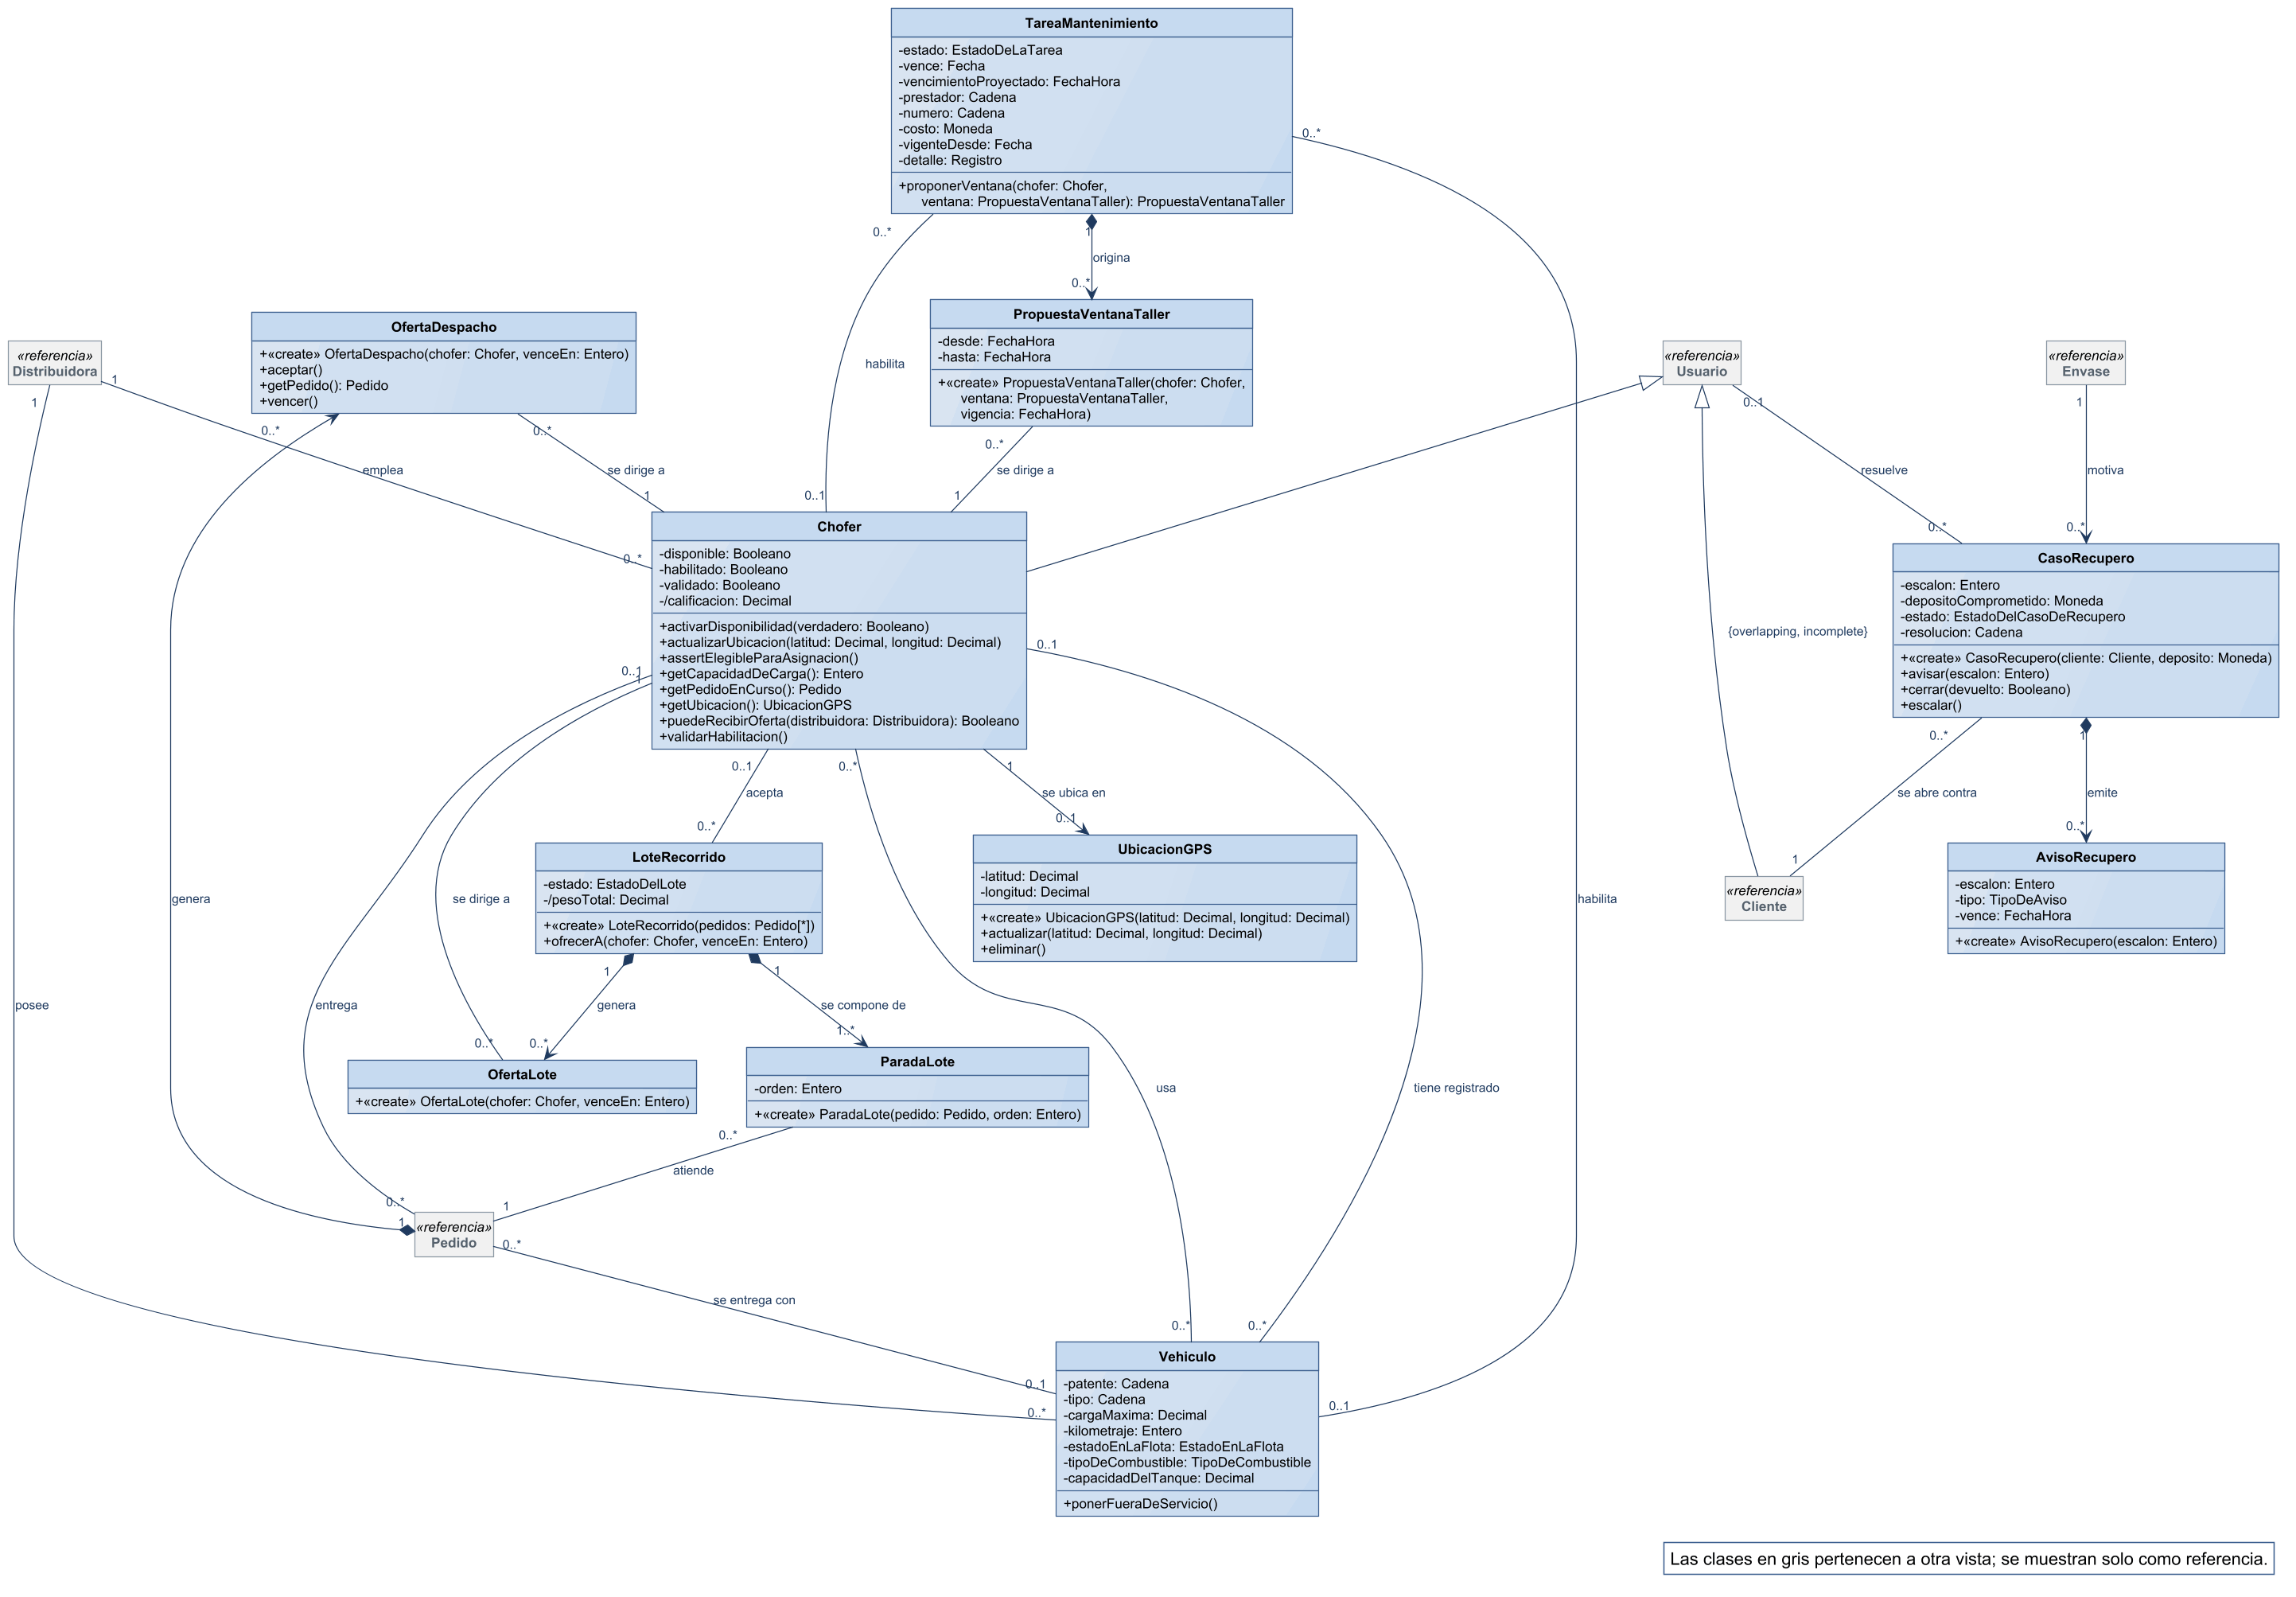 TareaMantenimiento
-estado: EstadoDeLaTarea
-vence: Fecha
-vencimientoProyectado: FechaHora
-prestador: Cadena
-numero: Cadena
-costo: Moneda
-vigenteDesde: Fecha
-detalle: Registro
+proponerVentana(chofer: Chofer,
ventana: PropuestaVentanaTaller): PropuestaVentanaTaller
0..*
0..*
1
origina
0..*
habilita
OfertaDespacho
+«create» OfertaDespacho(chofer: Chofer, venceEn: Entero)
+aceptar()
+getPedido(): Pedido
+vencer()
PropuestaVentanaTaller
-desde: FechaHora
-hasta: FechaHora
+«create» PropuestaVentanaTaller(chofer: Chofer,
ventana: PropuestaVentanaTaller,
vigencia: FechaHora)
«referencia»
Distribuidora
«referencia»
Usuario
«referencia»
Envase
1
1
0..*
emplea
0..*
0..*
se dirige a
1
0..*
se dirige a
1
0..1
0..1
resuelve
0..*
1
motiva
0..*
Chofer
-disponible: Booleano
-habilitado: Booleano
-validado: Booleano
-/calificacion: Decimal
+activarDisponibilidad(verdadero: Booleano)
+actualizarUbicacion(latitud: Decimal, longitud: Decimal)
+assertElegibleParaAsignacion()
+getCapacidadDeCarga(): Entero
+getPedidoEnCurso(): Pedido
+getUbicacion(): UbicacionGPS
+puedeRecibirOferta(distribuidora: Distribuidora): Booleano
+validarHabilitacion()
CasoRecupero
-escalon: Entero
-depositoComprometido: Moneda
-estado: EstadoDelCasoDeRecupero
-resolucion: Cadena
+«create» CasoRecupero(cliente: Cliente, deposito: Moneda)
+avisar(escalon: Entero)
+cerrar(devuelto: Booleano)
+escalar()
{overlapping, incomplete}
0..1
1
0..1
0..1
acepta
0..*
0..*
1
se ubica en
0..1
0..*
se abre contra
1
1
emite
0..*
LoteRecorrido
-estado: EstadoDelLote
-/pesoTotal: Decimal
+«create» LoteRecorrido(pedidos: Pedido[*])
+ofrecerA(chofer: Chofer, venceEn: Entero)
UbicacionGPS
-latitud: Decimal
-longitud: Decimal
+«create» UbicacionGPS(latitud: Decimal, longitud: Decimal)
+actualizar(latitud: Decimal, longitud: Decimal)
+eliminar()
«referencia»
Cliente
AvisoRecupero
-escalon: Entero
-tipo: TipoDeAviso
-vence: FechaHora
+«create» AvisoRecupero(escalon: Entero)
genera
se dirige a
habilita
posee
entrega
1
genera
0..*
1
se compone de
1..*
0..*
OfertaLote
+«create» OfertaLote(chofer: Chofer, venceEn: Entero)
ParadaLote
-orden: Entero
+«create» ParadaLote(pedido: Pedido, orden: Entero)
usa
tiene registrado
0..*
atiende
1
0..*
1
«referencia»
Pedido
0..*
se entrega con
0..1
0..*
0..*
0..*
0..1
Vehiculo
-patente: Cadena
-tipo: Cadena
-cargaMaxima: Decimal
-kilometraje: Entero
-estadoEnLaFlota: EstadoEnLaFlota
-tipoDeCombustible: TipoDeCombustible
-capacidadDelTanque: Decimal
+ponerFueraDeServicio()
Las clases en gris pertenecen a otra vista; se muestran solo como referencia.